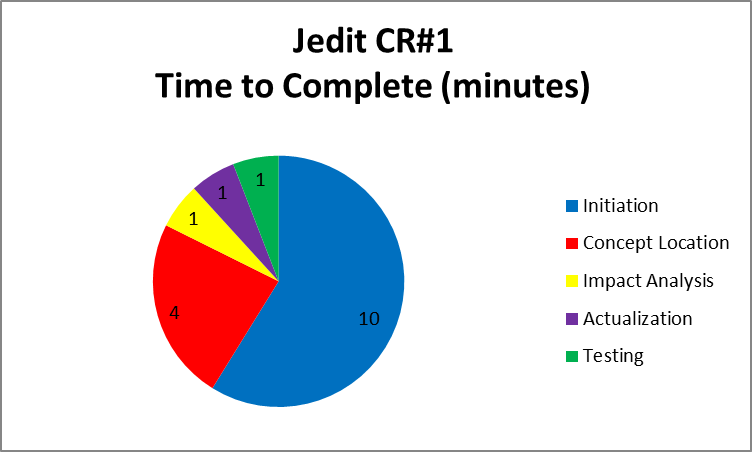 Jedit CR#1
Time to Complete (minutes)
1
1
1
4
10
Initiation
Concept Location
Impact Analysis
Actualization
Testing